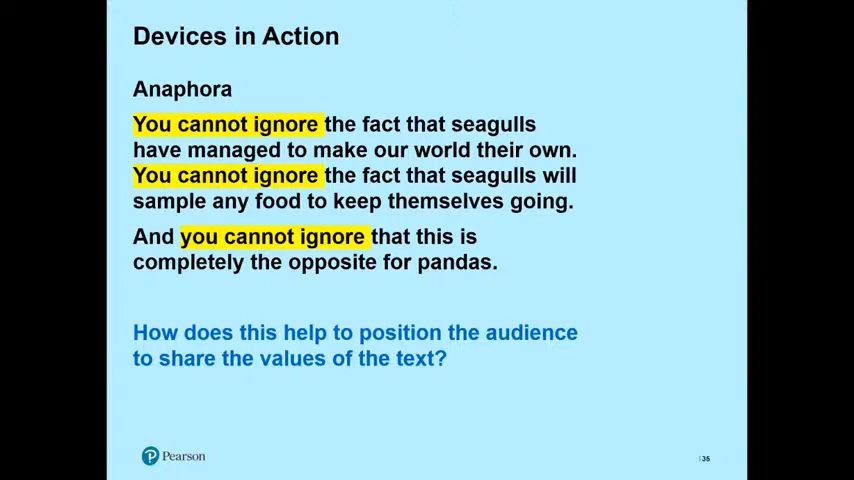 Devices in Action
Anaphora
You cannot ignore the fact that seagulls
have managed to make our world their own.
You cannot ignore the fact that seagulls will
sample any food to keep themselves going.
And you cannot ignore that this is
completely the opposite for pandas.
How does this help to position the audience
to share the values of the text?
Pearson
| 35